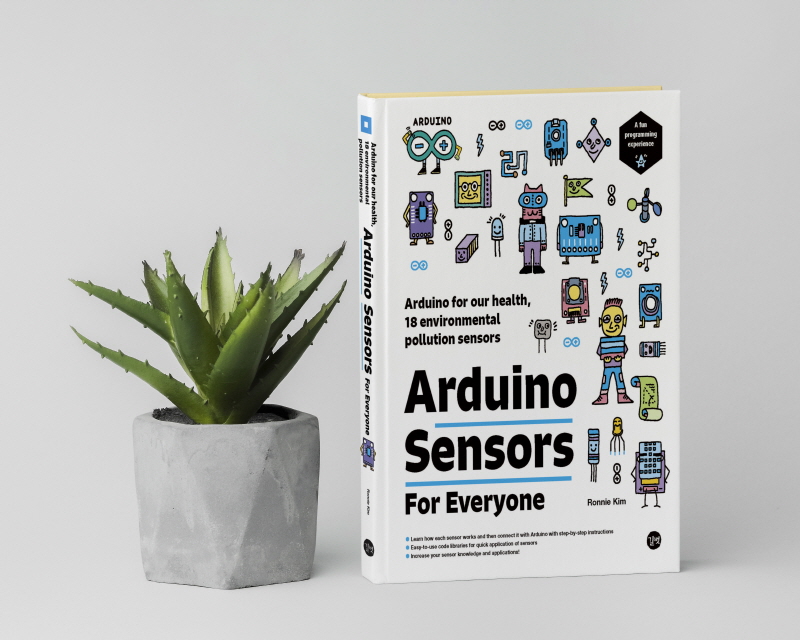 ARDUINO
A fun
programming
experience
Arduino for our health,
18 environmental
pollution sensors
Arduino
Sensors
For Everyone
Ronnie Kim
Learn how each sensor works and then connect it with Arduino with step-by-step instructions
Easy-to-use code libraries for quick application of sensors
Increase your sensor knowledge and applications!
길벗
Arduino for our health,
18 environmental
pollution sensors
Arduino Sensors For Everyone
Ronnie Kim